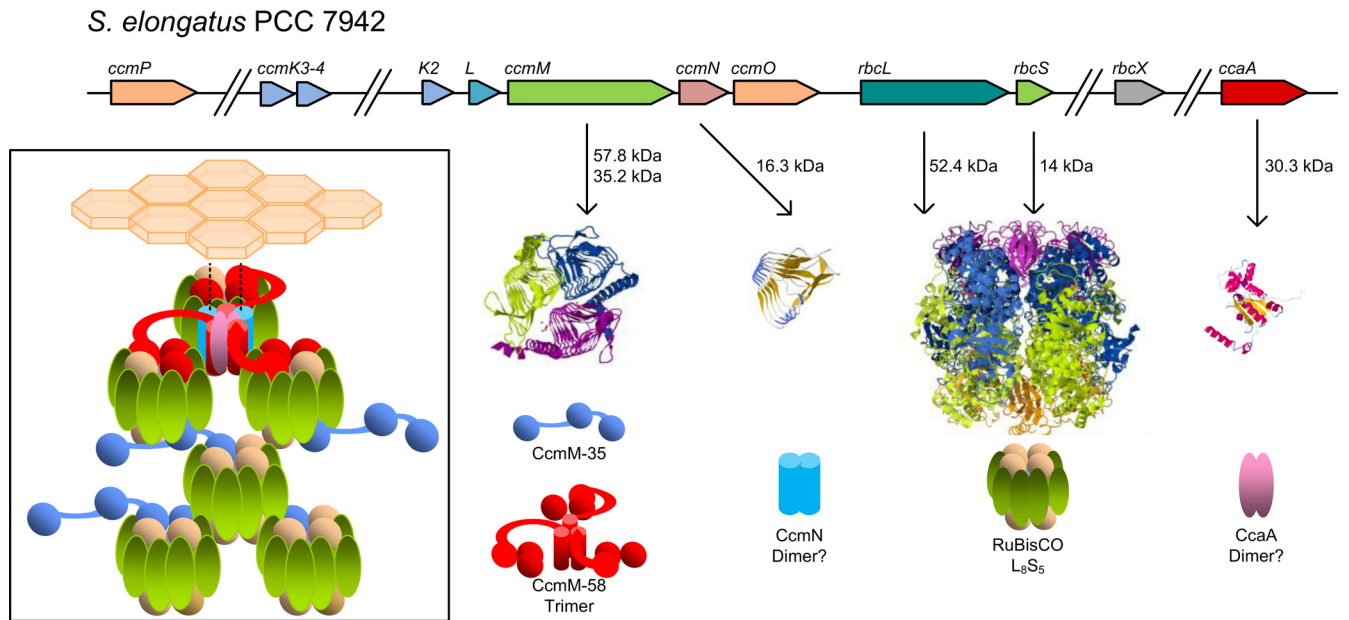 S. elongatus PCC 7942
ccmP ccmK3-4 K2 L ccmM ccmN ccmO rbcL rbcS rbcX ccaA
57.8 kDa
35.2 kDa
16.3 kDa
52.4 kDa
14 kDa
30.3 kDa
CcmM-35
CcmM-58
Trimer
CcmN
Dimer?
RuBisCO
L₈S₅
CcaA
Dimer?